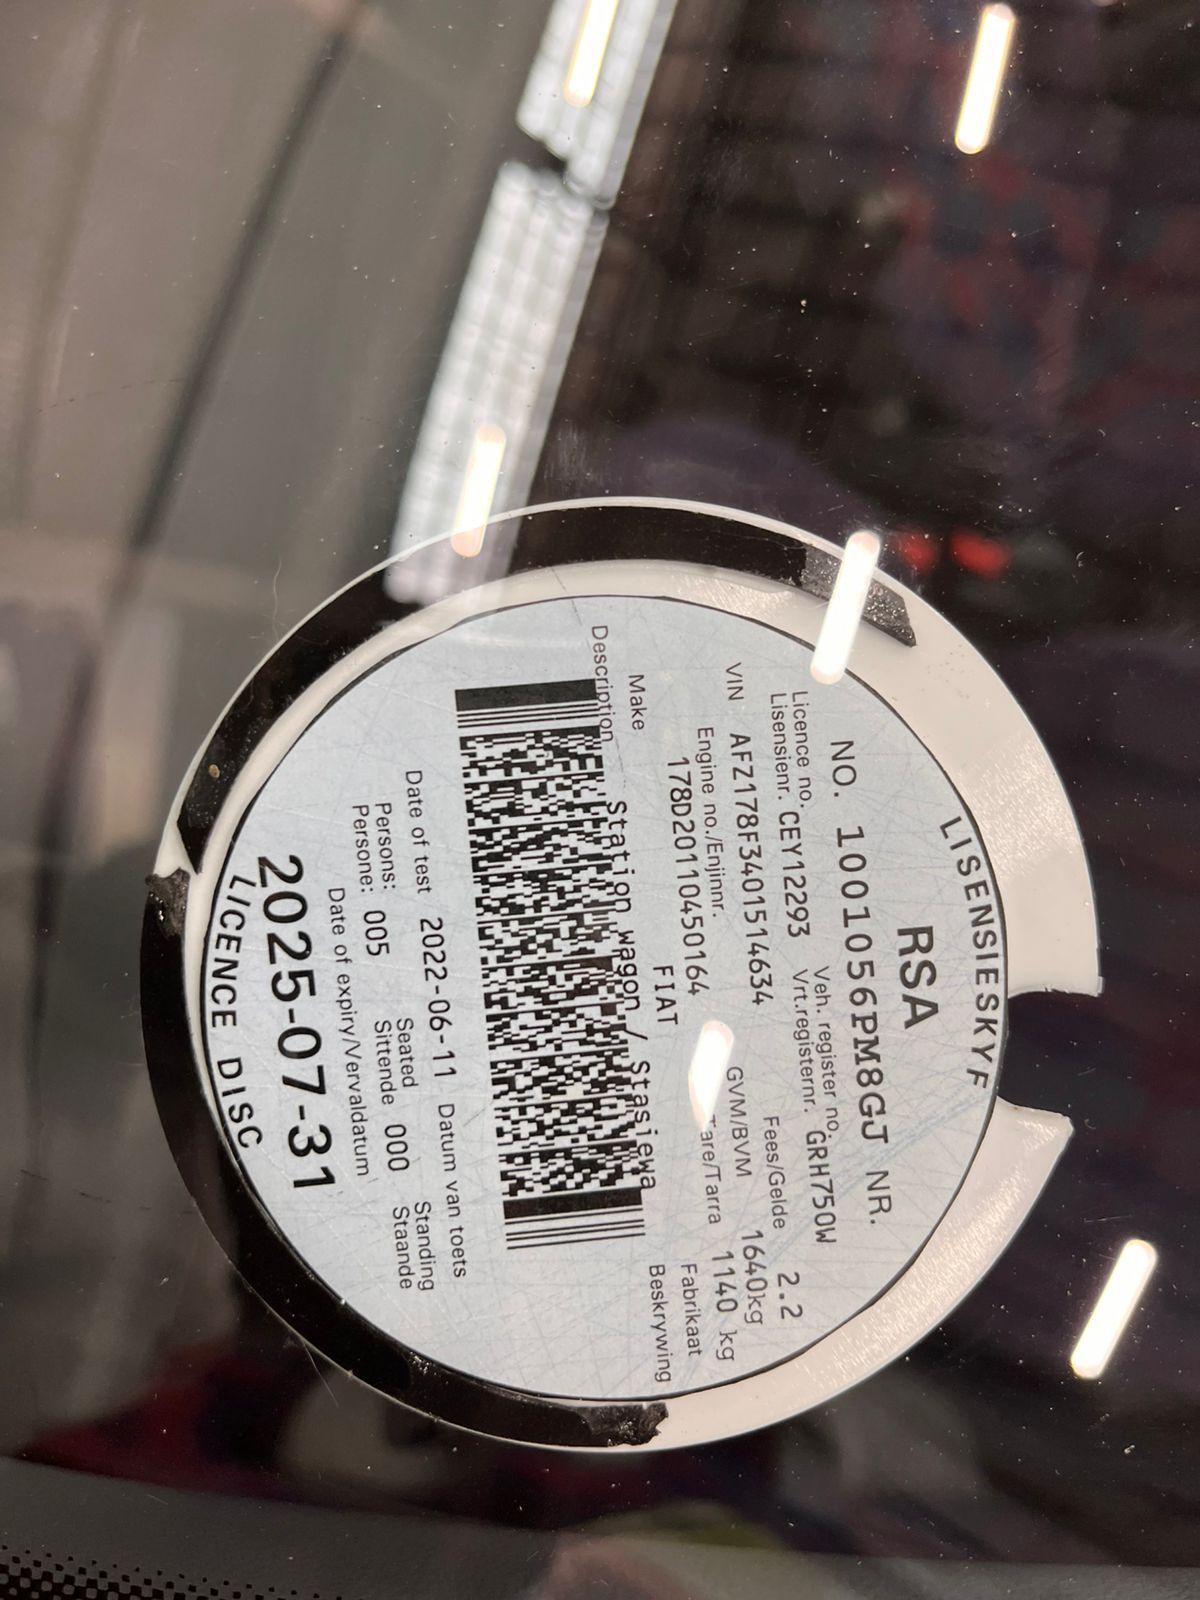 LISENSIESKYF
RSA
NO. 1001056PM8GJ NR.
Licence no. Veh. register no.
Lisensienr. CEY12293 Vrt.registernr. GRH750W
Fees/Gelde 2.2
VIN AFZ178F3401514634
GVM/BVM 1640kg
Engine no./Enjinnr.
178D20110450164
Tare/Tarra 1140 kg
Make FIAT Fabrikaat
Description Station wagon / Stasiewa Beskrywing
Date of test 2022-06-11 Datum van toets
Persons: Seated Standing
Persone: 005 Sittende 000 Staande
Date of expiry/Vervaldatum
2025-07-31
LICENCE DISC